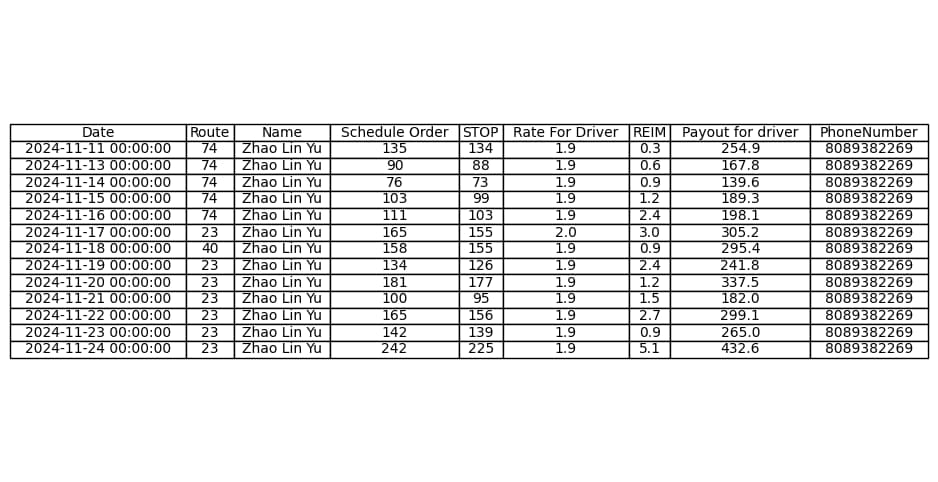 Date Route Name Schedule Order STOP Rate For Driver REIM Payout for driver PhoneNumber
2024-11-11 00:00:00 74 Zhao Lin Yu 135 134 1.9 0.3 254.9 8089382269
2024-11-13 00:00:00 74 Zhao Lin Yu 90 88 1.9 0.6 167.8 8089382269
2024-11-14 00:00:00 74 Zhao Lin Yu 76 73 1.9 0.9 139.6 8089382269
2024-11-15 00:00:00 74 Zhao Lin Yu 103 99 1.9 1.2 189.3 8089382269
2024-11-16 00:00:00 74 Zhao Lin Yu 111 103 1.9 2.4 198.1 8089382269
2024-11-17 00:00:00 23 Zhao Lin Yu 165 155 2.0 3.0 305.2 8089382269
2024-11-18 00:00:00 40 Zhao Lin Yu 158 155 1.9 0.9 295.4 8089382269
2024-11-19 00:00:00 23 Zhao Lin Yu 134 126 1.9 2.4 241.8 8089382269
2024-11-20 00:00:00 23 Zhao Lin Yu 181 177 1.9 1.2 337.5 8089382269
2024-11-21 00:00:00 23 Zhao Lin Yu 100 95 1.9 1.5 182.0 8089382269
2024-11-22 00:00:00 23 Zhao Lin Yu 165 156 1.9 2.7 299.1 8089382269
2024-11-23 00:00:00 23 Zhao Lin Yu 142 139 1.9 0.9 265.0 8089382269
2024-11-24 00:00:00 23 Zhao Lin Yu 242 225 1.9 5.1 432.6 8089382269